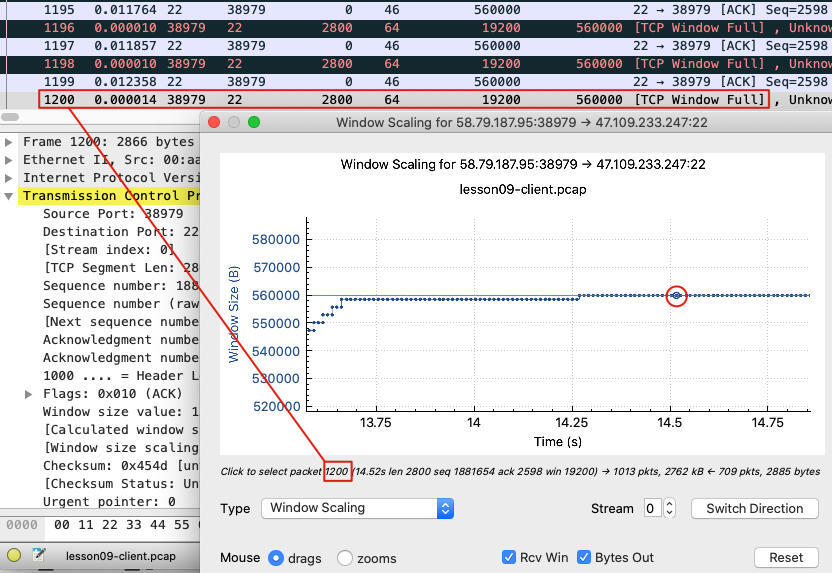 1195 0.011764 22 38979 0 46 560000 22 → 38979 [ACK] Seq=2598
1196 0.000010 38979 22 2800 64 19200 560000 [TCP Window Full] , Unknow
1197 0.011857 22 38979 0 46 560000 22 → 38979 [ACK] Seq=2598
1198 0.000010 38979 22 2800 64 19200 560000 [TCP Window Full] , Unknow
1199 0.012358 22 38979 0 46 560000 22 → 38979 [ACK] Seq=2598
1200 0.000014 38979 22 2800 64 19200 560000 [TCP Window Full] , Unknow
Frame 1200: 2866 bytes
Ethernet II, Src: 00:aa
Internet Protocol Versi
Transmission Control Pr
Source Port: 38979
Destination Port: 22
[Stream index: 0]
[TCP Segment Len: 28
Sequence number: 188
Sequence number (raw
[Next sequence numbe
Acknowledgment numbe
Acknowledgment numbe
1000 .... = Header L
Flags: 0x010 (ACK)
Window size value: 1
[Calculated window s
[Window size scaling
Checksum: 0x454d [un
[Checksum Status: Un
Urgent pointer: 0
0000 00 11 22 33 44 55 0
lesson09-client.pcap
Window Scaling for 58.79.187.95:38979 → 47.109.233.247:22
Window Scaling for 58.79.187.95:38979 → 47.109.233.247:22
lesson09-client.pcap
Window Size (B)
580000
570000
560000
550000
540000
530000
520000
13.75 14 14.25 14.5 14.75
Time (s)
Click to select packet 1200 (14.52s len 2800 seq 1881654 ack 2598 win 19200) → 1013 pkts, 2762 kB ← 709 pkts, 2885 bytes
Type Window Scaling Stream 0 Switch Direction
Mouse drags zooms Rcv Win Bytes Out Reset